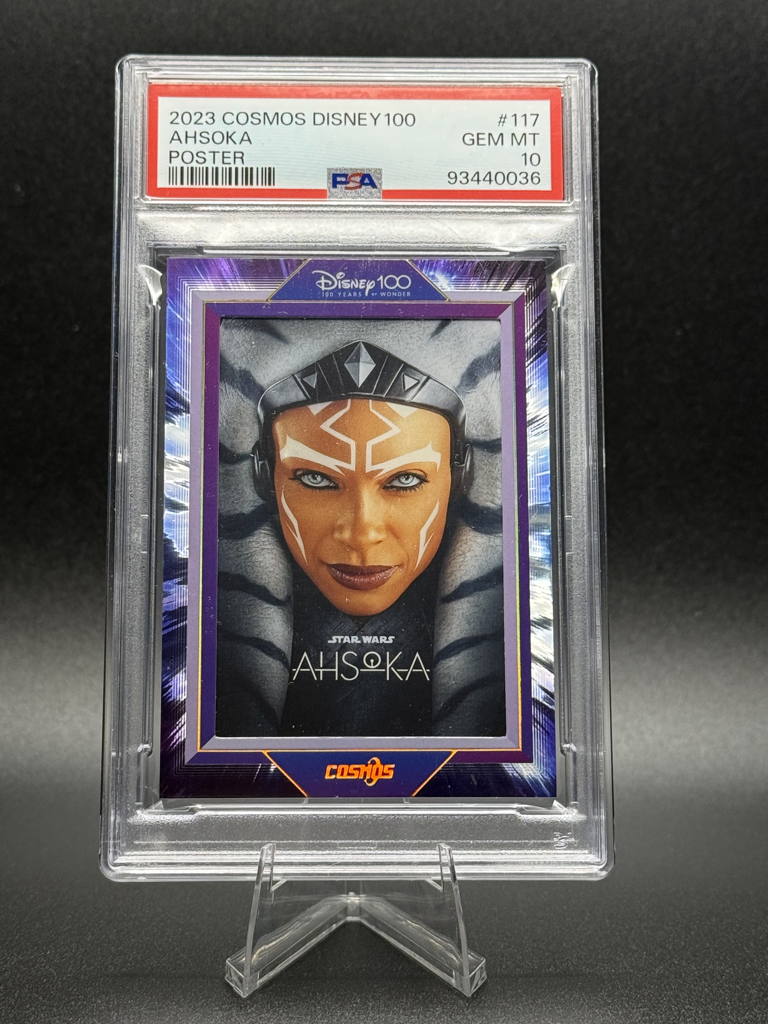 2023 COSMOS DISNEY100 #117
AHSOKA GEM MT
POSTER 10
PSA 93440036
Disney100
100 YEARS OF WONDER
STAR WARS
AHSOKA
COSMOS